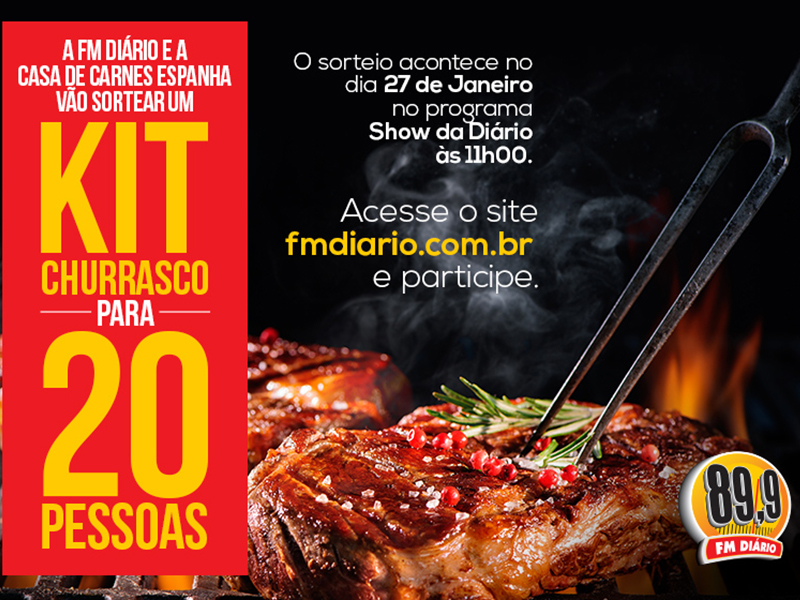 A FM DIÁRIO E A
CASA DE CARNES ESPANHA
VÃO SORTEAR UM
KIT
CHURRASCO
PARA
20
PESSOAS
O sorteio acontece no
dia 27 de Janeiro
no programa
Show da Diário
às 11h00.
Acesse o site
fmdiario.com.br
e participe.
89,9
FM DIÁRIO